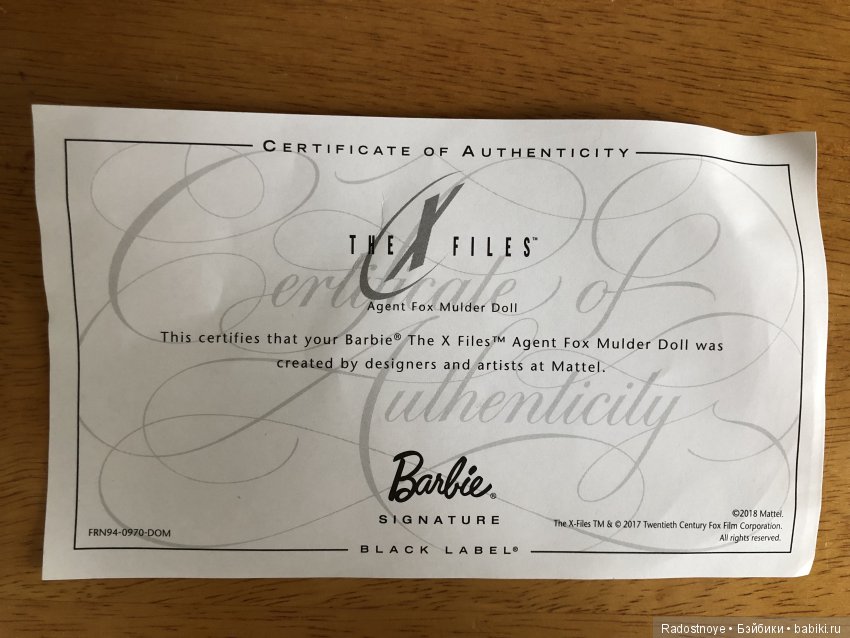 CERTIFICATE OF AUTHENTICITY
THE X FILES™
Certificate of
Authenticity
Agent Fox Mulder Doll
This certifies that your Barbie® The X Files™ Agent Fox Mulder Doll was
created by designers and artists at Mattel.
Barbie®
SIGNATURE
©2018 Mattel.
The X-Files TM & © 2017 Twentieth Century Fox Film Corporation.
All rights reserved.
FRN94-0970-DOM
BLACK LABEL®
Radostnoye • Бэйбики • babiki.ru